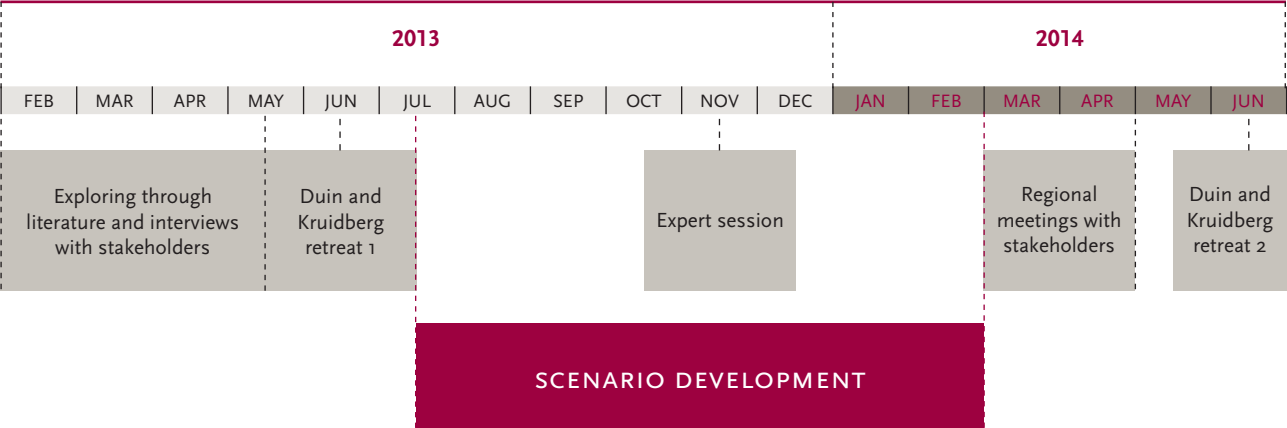 2013
2014
FEB MAR APR MAY JUN JUL AUG SEP OCT NOV DEC JAN FEB MAR APR MAY JUN
Exploring through
literature and interviews
with stakeholders
Duin and
Kruidberg
retreat 1
Expert session
Regional
meetings with
stakeholders
Duin and
Kruidberg
retreat 2
SCENARIO DEVELOPMENT